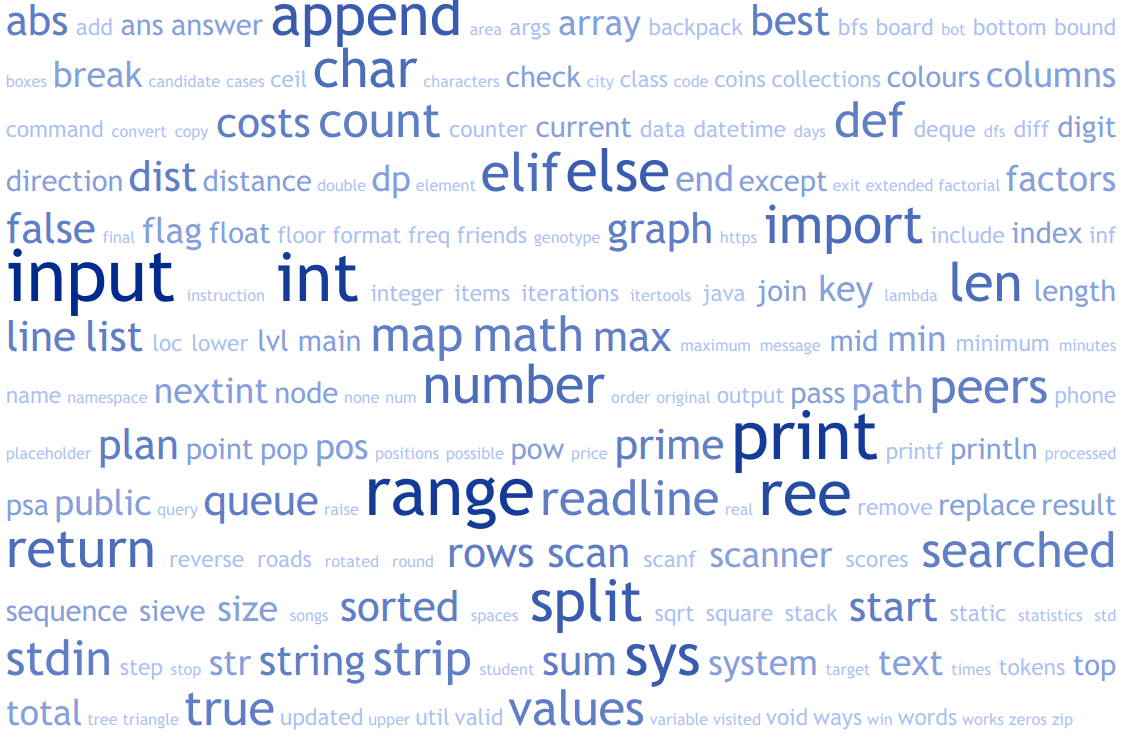 abs add ans answer append area args array backpack best bfs board bot bottom bound
boxes break candidate cases ceil char characters check city class code coins collections colours columns
command convert copy costs count counter current data datetime days def deque dfs diff digit
direction dist distance double dp element elif else end except exit extended factorial factors
false final flag float floor format freq friends genotype graph https import include index inf
input instruction int integer items iterations itertools java join key lambda len length
line list loc lower lvl main map math max maximum message mid min minimum minutes
name namespace nextint node none num number order original output pass path peers phone
placeholder plan point pop pos positions possible pow price prime print printf println processed
psa public query queue raise range readline real ree remove replace result
return reverse roads rotated round rows scan scanf scanner scores searched
sequence sieve size songs sorted spaces split sqrt square stack start static statistics std
stdin step stop str string strip student sum sys system target text times tokens top
total tree triangle true updated upper util valid values variable visited void ways win words works zeros zip